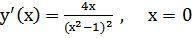 y′(x) = 4x/(x²−1)² ,   x = 0